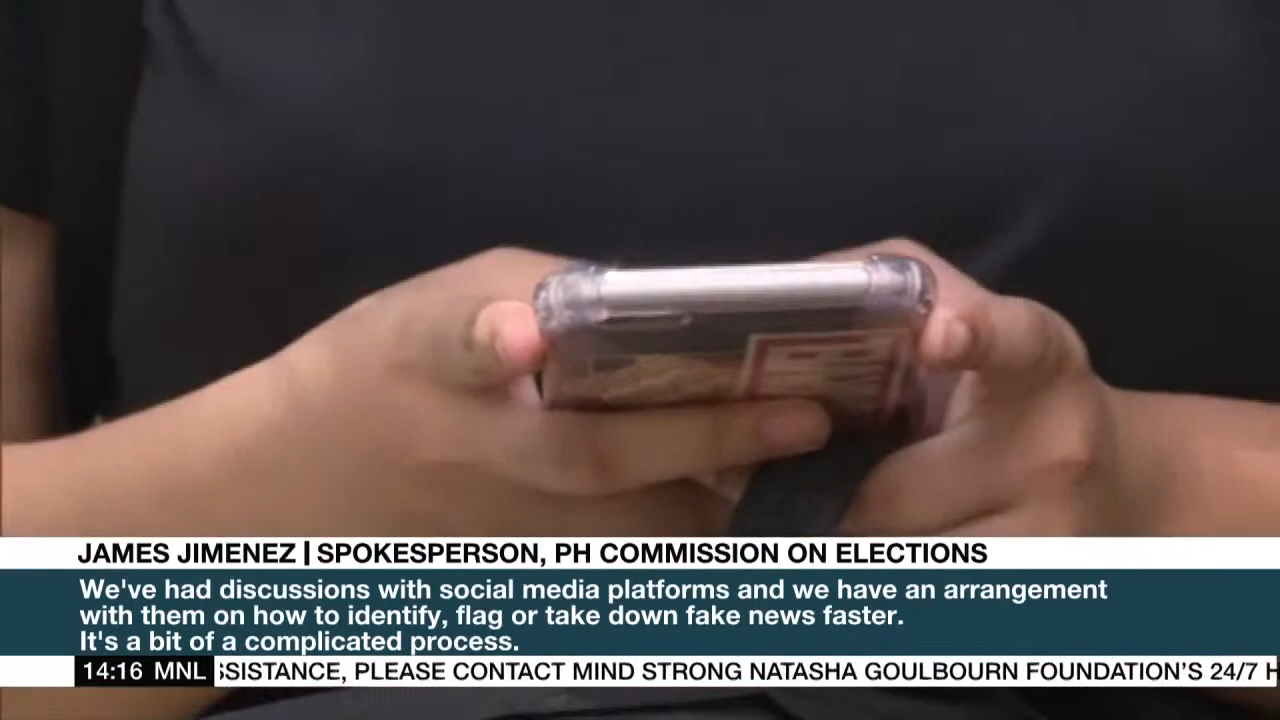 JAMES JIMENEZ | SPOKESPERSON, PH COMMISSION ON ELECTIONS
We've had discussions with social media platforms and we have an arrangement
with them on how to identify, flag or take down fake news faster.
It's a bit of a complicated process.
14:16 MNL SSISTANCE, PLEASE CONTACT MIND STRONG NATASHA GOULBOURN FOUNDATION'S 24/7 H